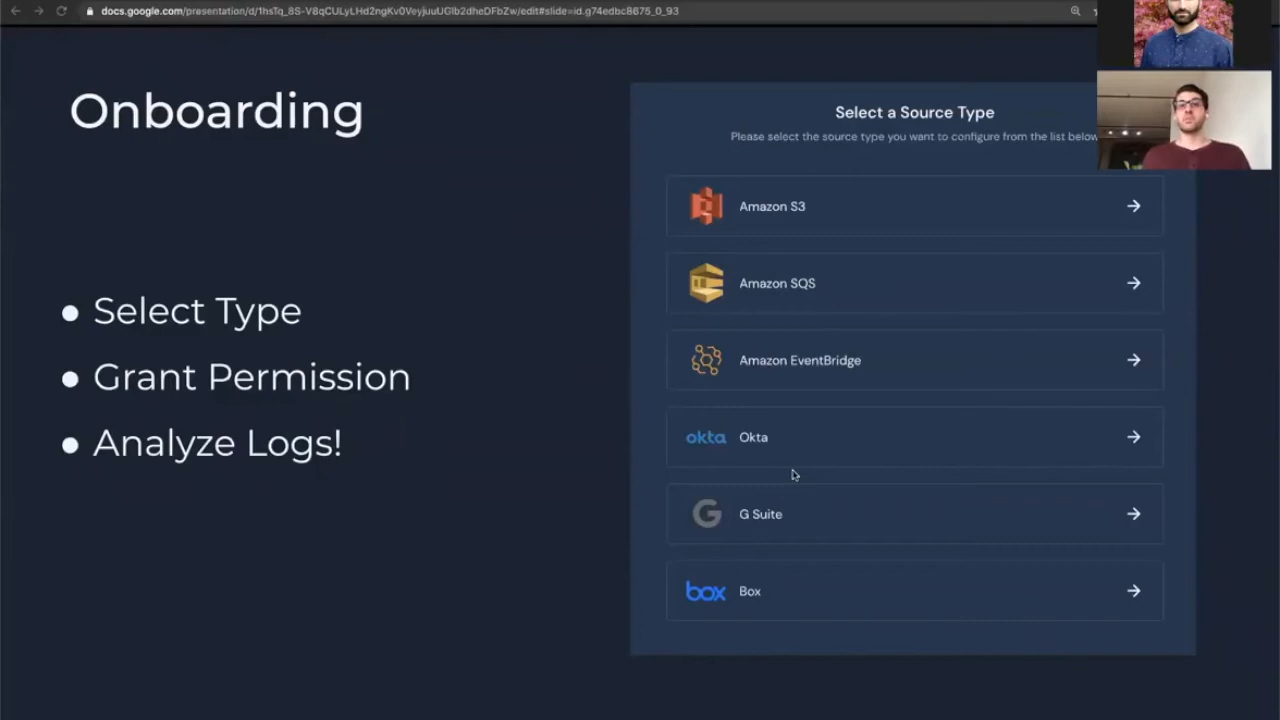 docs.google.com/presentation/d/1hsTq_8S-V8qCULyLHd2ngKv0VeyjuuUGlb2dheDFbZw/edit#slide=id.g74edbc8675_0_93
Onboarding
● Select Type
● Grant Permission
● Analyze Logs!
Select a Source Type
Please select the source type you want to configure from the list below
Amazon S3
Amazon SQS
Amazon EventBridge
okta Okta
G G Suite
box Box